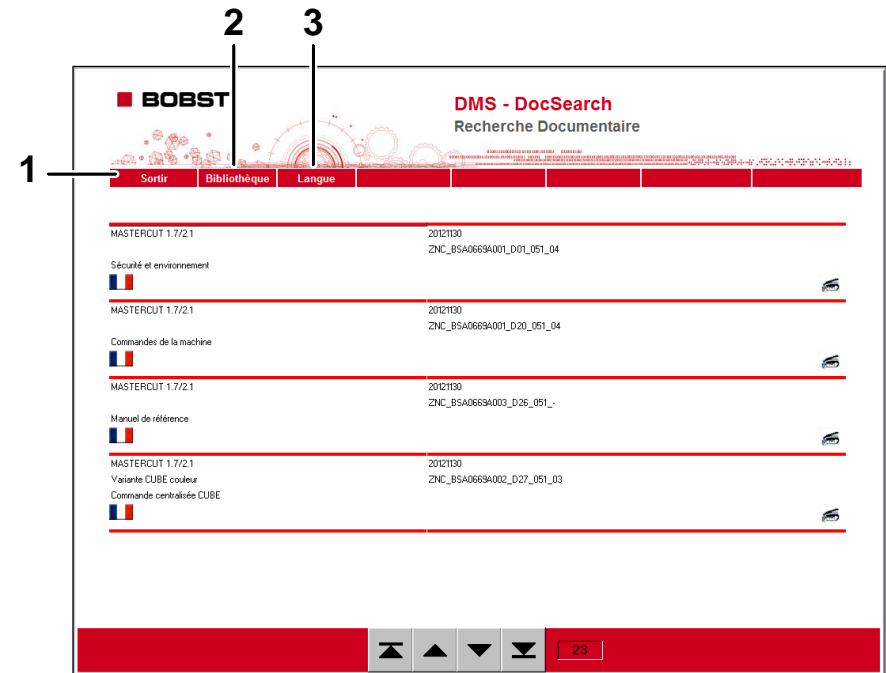 2 3
BOBST
DMS - DocSearch
Recherche Documentaire
1
Sortir Bibliothèque Langue
MASTERCUT 1.7/2.1 20121130
ZNC_BSA0669A001_D01_051_04
Sécurité et environnement
MASTERCUT 1.7/2.1 20121130
ZNC_BSA0669A001_D20_051_04
Commandes de la machine
MASTERCUT 1.7/2.1 20121130
ZNC_BSA0669A003_D26_051_-
Manuel de référence
MASTERCUT 1.7/2.1 20121130
Variante CUBE couleur ZNC_BSA0669A002_D27_051_03
Commande centralisée CUBE
23